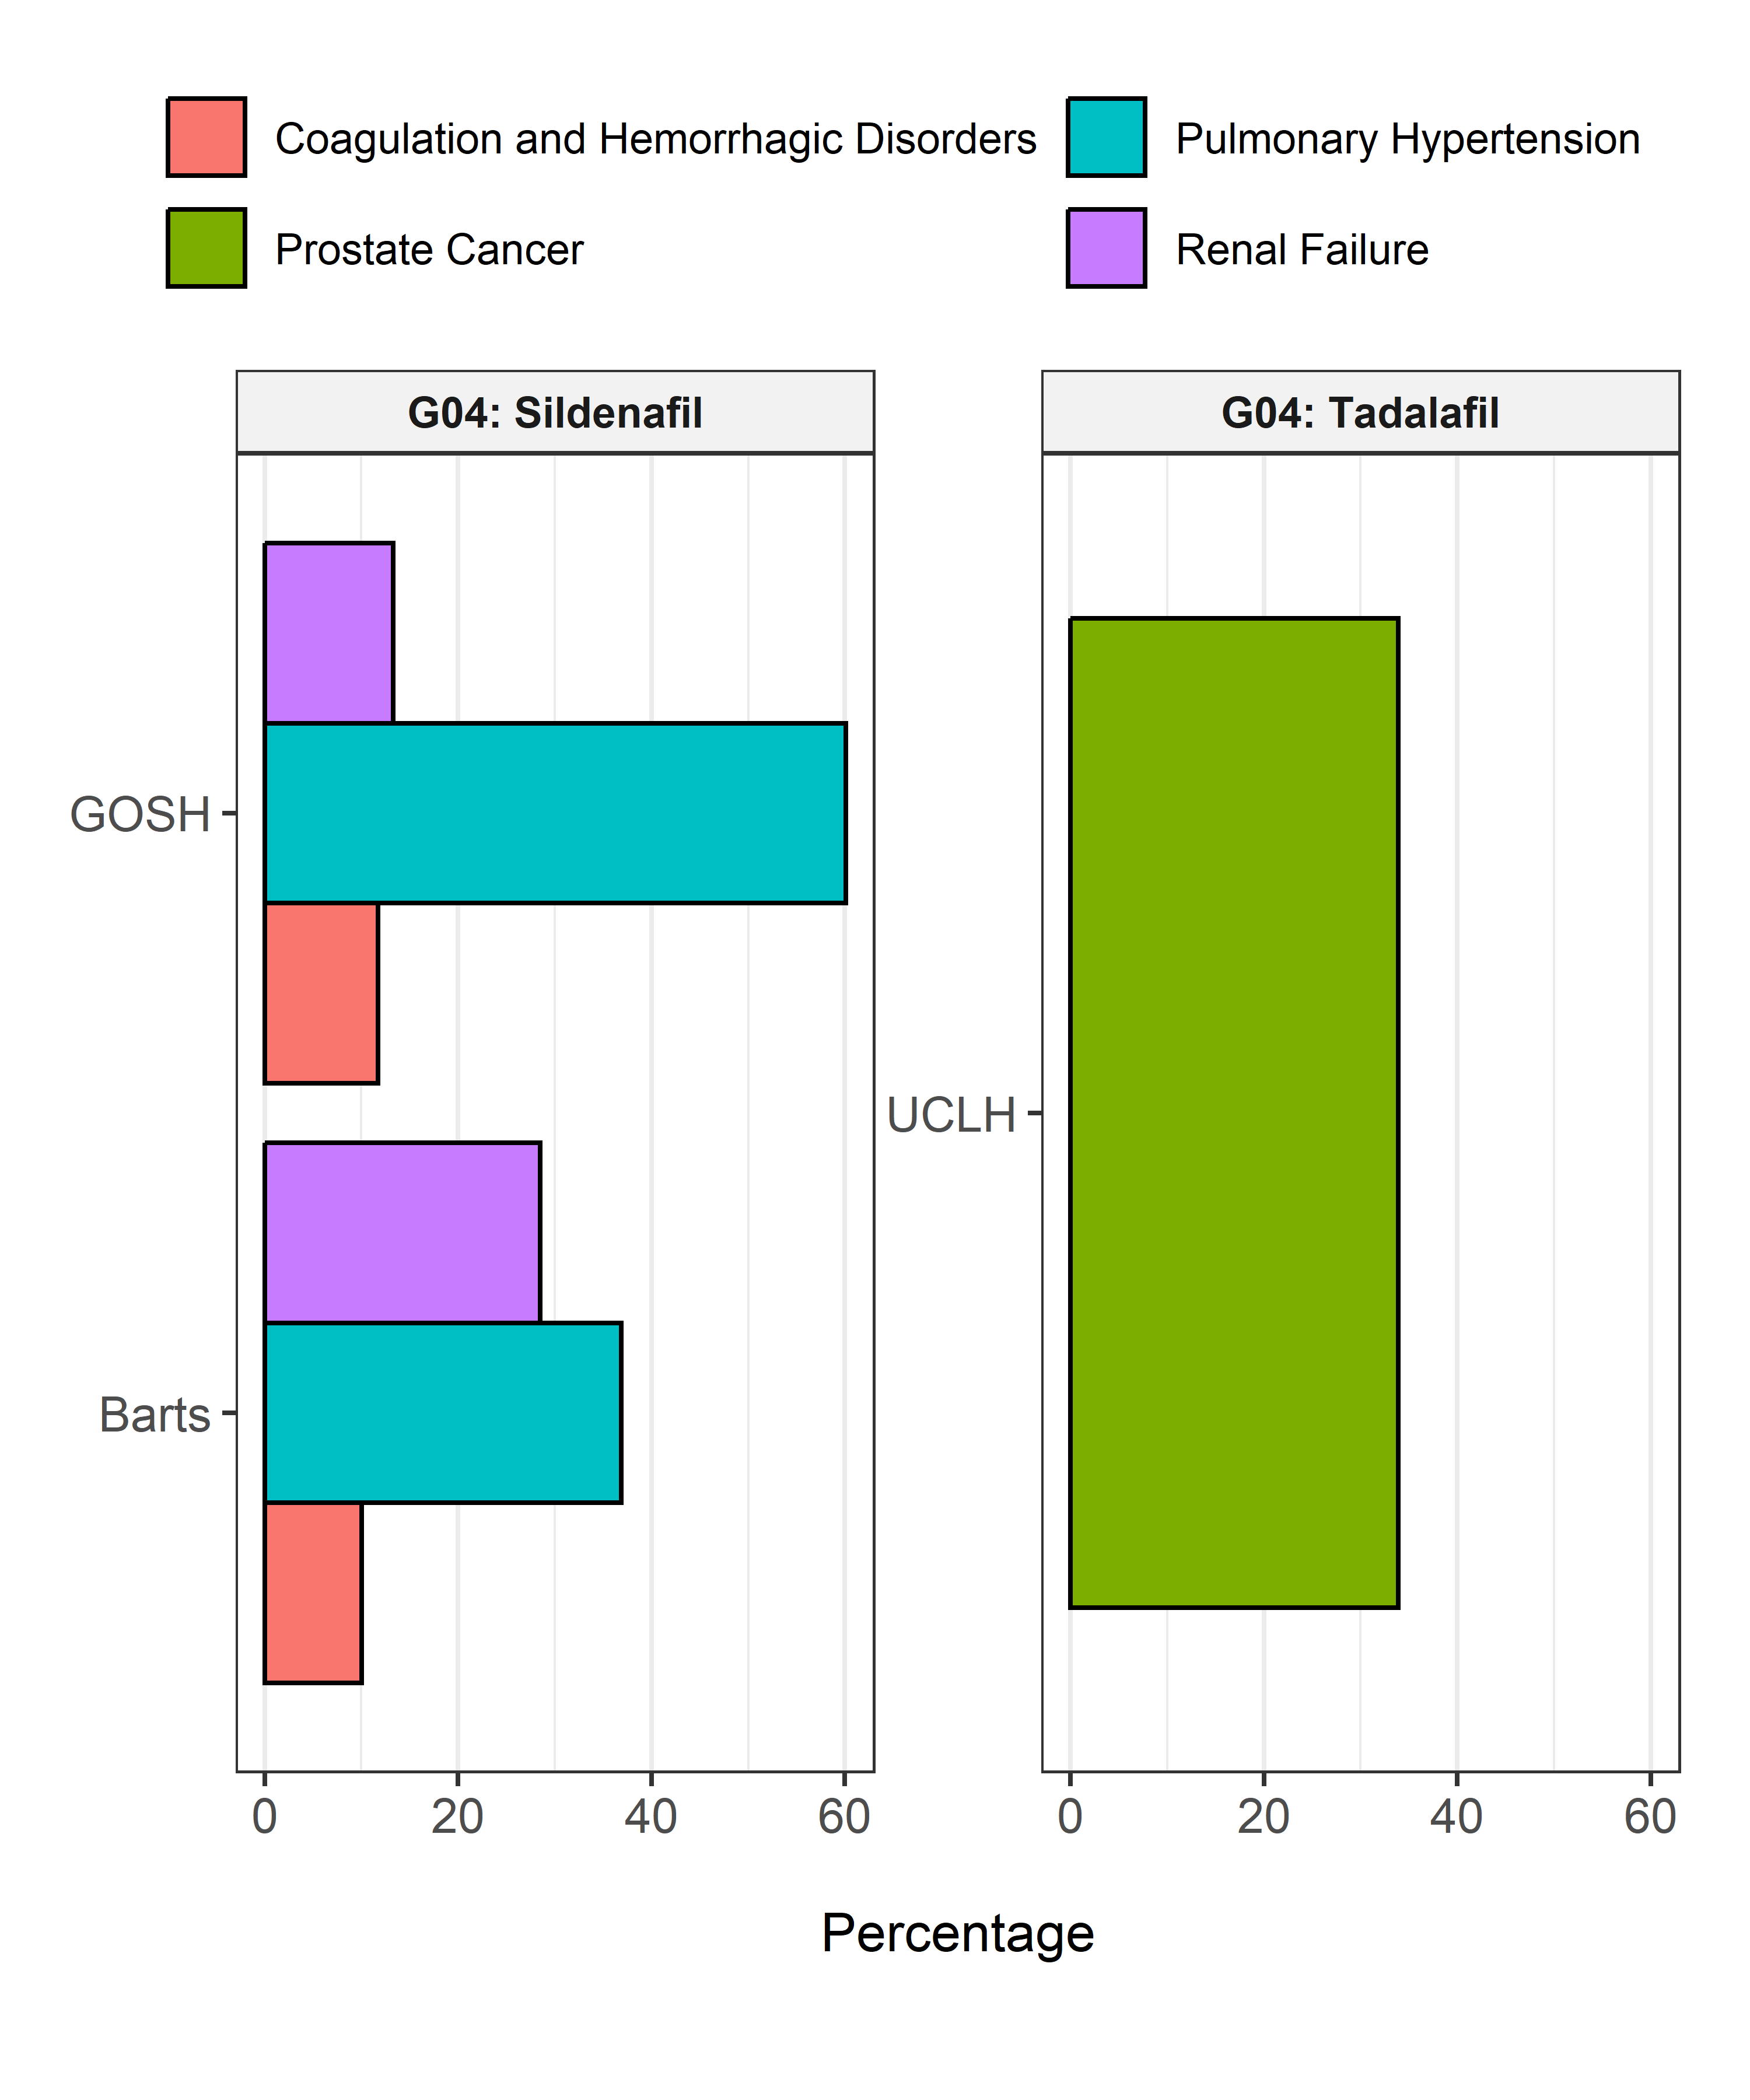 Coagulation and Hemorrhagic Disorders
Pulmonary Hypertension
Prostate Cancer
Renal Failure
G04: Sildenafil
G04: Tadalafil
GOSH
Barts
UCLH
0 20 40 60
0 20 40 60
Percentage